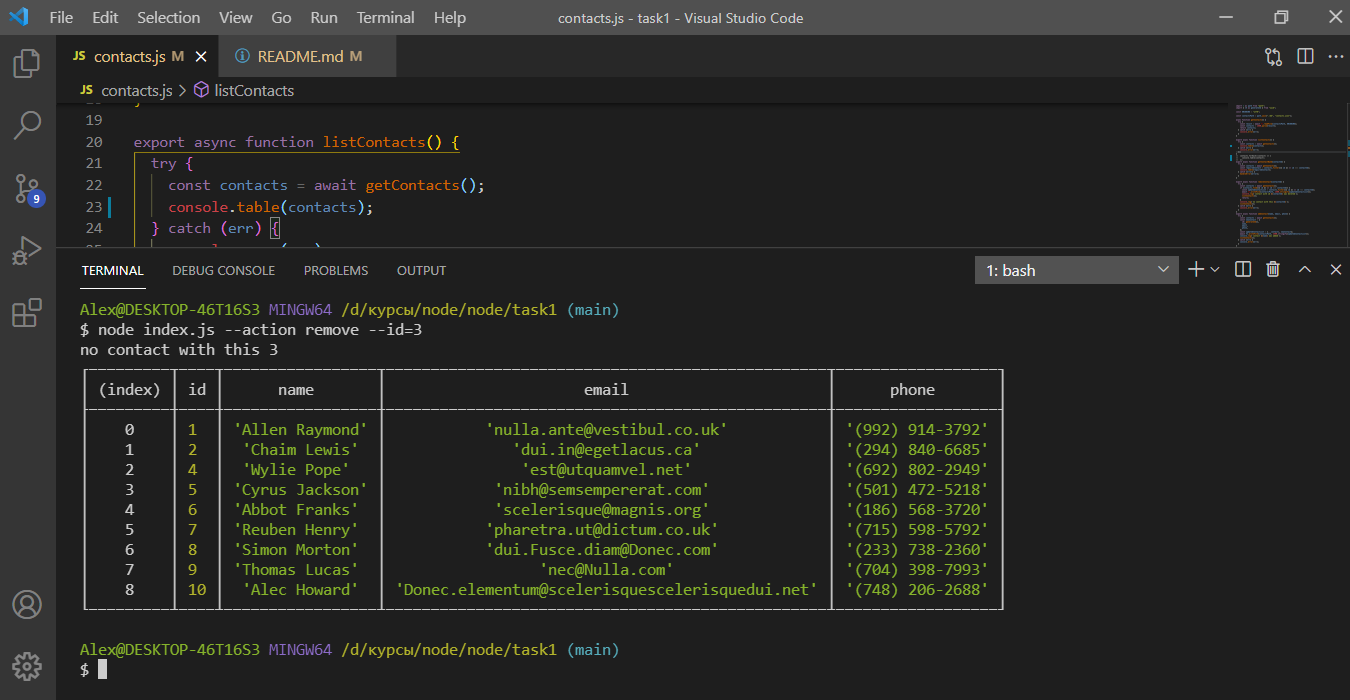 File Edit Selection View Go Run Terminal Help contacts.js - task1 - Visual Studio Code
JS contacts.js M README.md M
JS contacts.js > listContacts
19
20 export async function listContacts() {
21 try {
22 const contacts = await getContacts();
23 console.table(contacts);
24 } catch (err) {
9
TERMINAL DEBUG CONSOLE PROBLEMS OUTPUT 1: bash
Alex@DESKTOP-46T16S3 MINGW64 /d/курсы/node/node/task1 (main)
$ node index.js --action remove --id=3
no contact with this 3
(index) id name email phone
0 1 'Allen Raymond' 'nulla.ante@vestibul.co.uk' '(992) 914-3792'
1 2 'Chaim Lewis' 'dui.in@egetlacus.ca' '(294) 840-6685'
2 4 'Wylie Pope' 'est@utquamvel.net' '(692) 802-2949'
3 5 'Cyrus Jackson' 'nibh@semsempererat.com' '(501) 472-5218'
4 6 'Abbot Franks' 'scelerisque@magnis.org' '(186) 568-3720'
5 7 'Reuben Henry' 'pharetra.ut@dictum.co.uk' '(715) 598-5792'
6 8 'Simon Morton' 'dui.Fusce.diam@Donec.com' '(233) 738-2360'
7 9 'Thomas Lucas' 'nec@Nulla.com' '(704) 398-7993'
8 10 'Alec Howard' 'Donec.elementum@scelerisquescelerisquedui.net' '(748) 206-2688'
Alex@DESKTOP-46T16S3 MINGW64 /d/курсы/node/node/task1 (main)
$